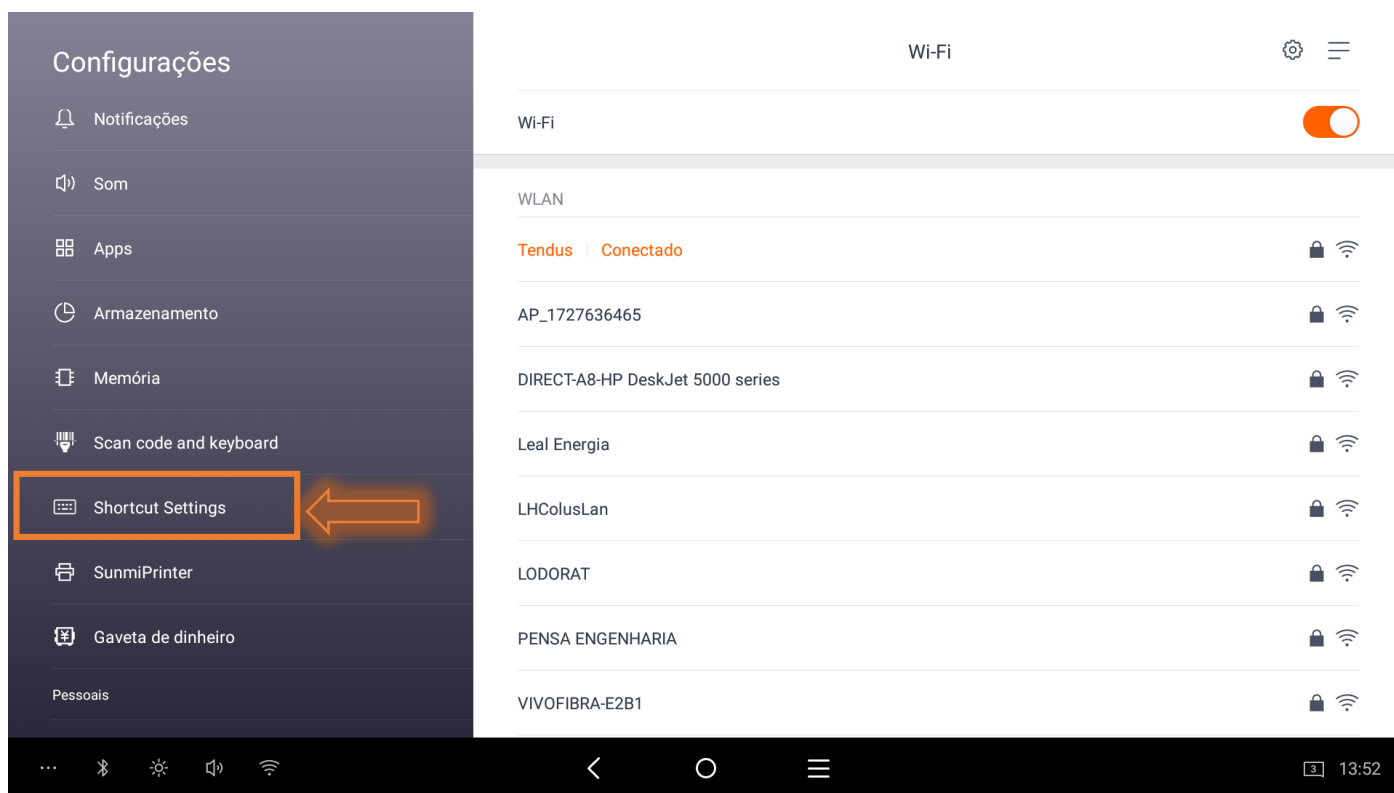 Configurações
Notificações
Som
Apps
Armazenamento
Memória
Scan code and keyboard
Shortcut Settings
SunmiPrinter
Gaveta de dinheiro
Pessoais
Wi-Fi
Wi-Fi
WLAN
Tendus | Conectado
AP_1727636465
DIRECT-A8-HP DeskJet 5000 series
Leal Energia
LHColusLan
LODORAT
PENSA ENGENHARIA
VIVOFIBRA-E2B1
3 13:52